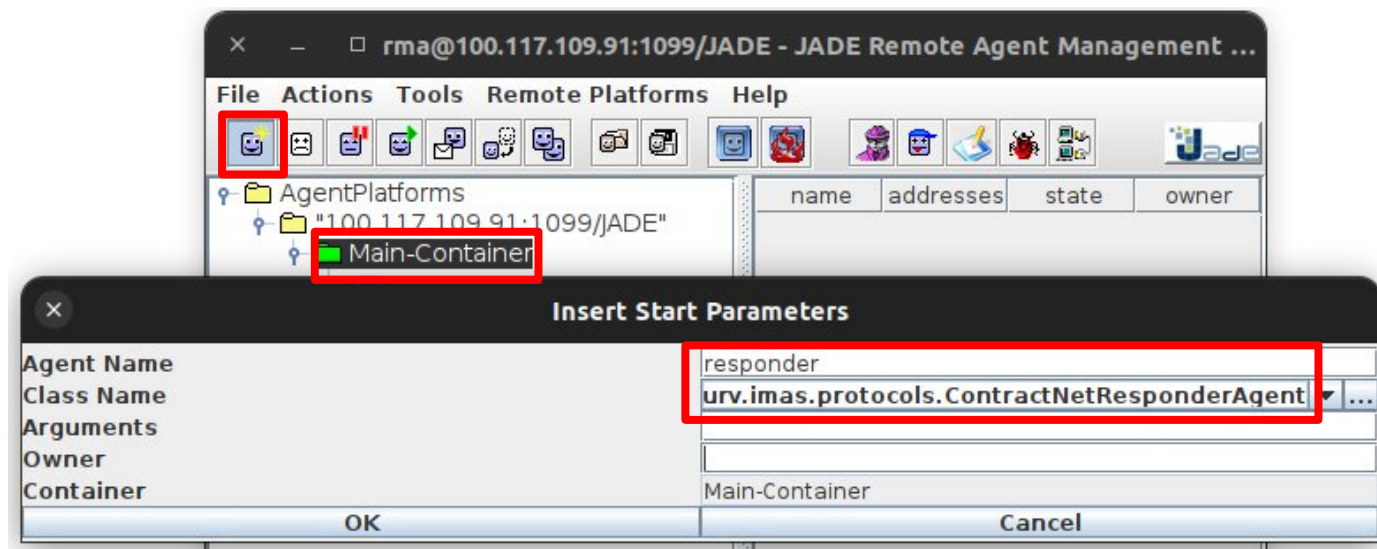 rma@100.117.109.91:1099/JADE - JADE Remote Agent Management ...
File Actions Tools Remote Platforms Help
Jade
AgentPlatforms
name addresses state owner
"100.117.109.91:1099/JADE"
Main-Container
Insert Start Parameters
Agent Name responder
Class Name urv.imas.protocols.ContractNetResponderAgent ...
Arguments
Owner
Container Main-Container
OK Cancel